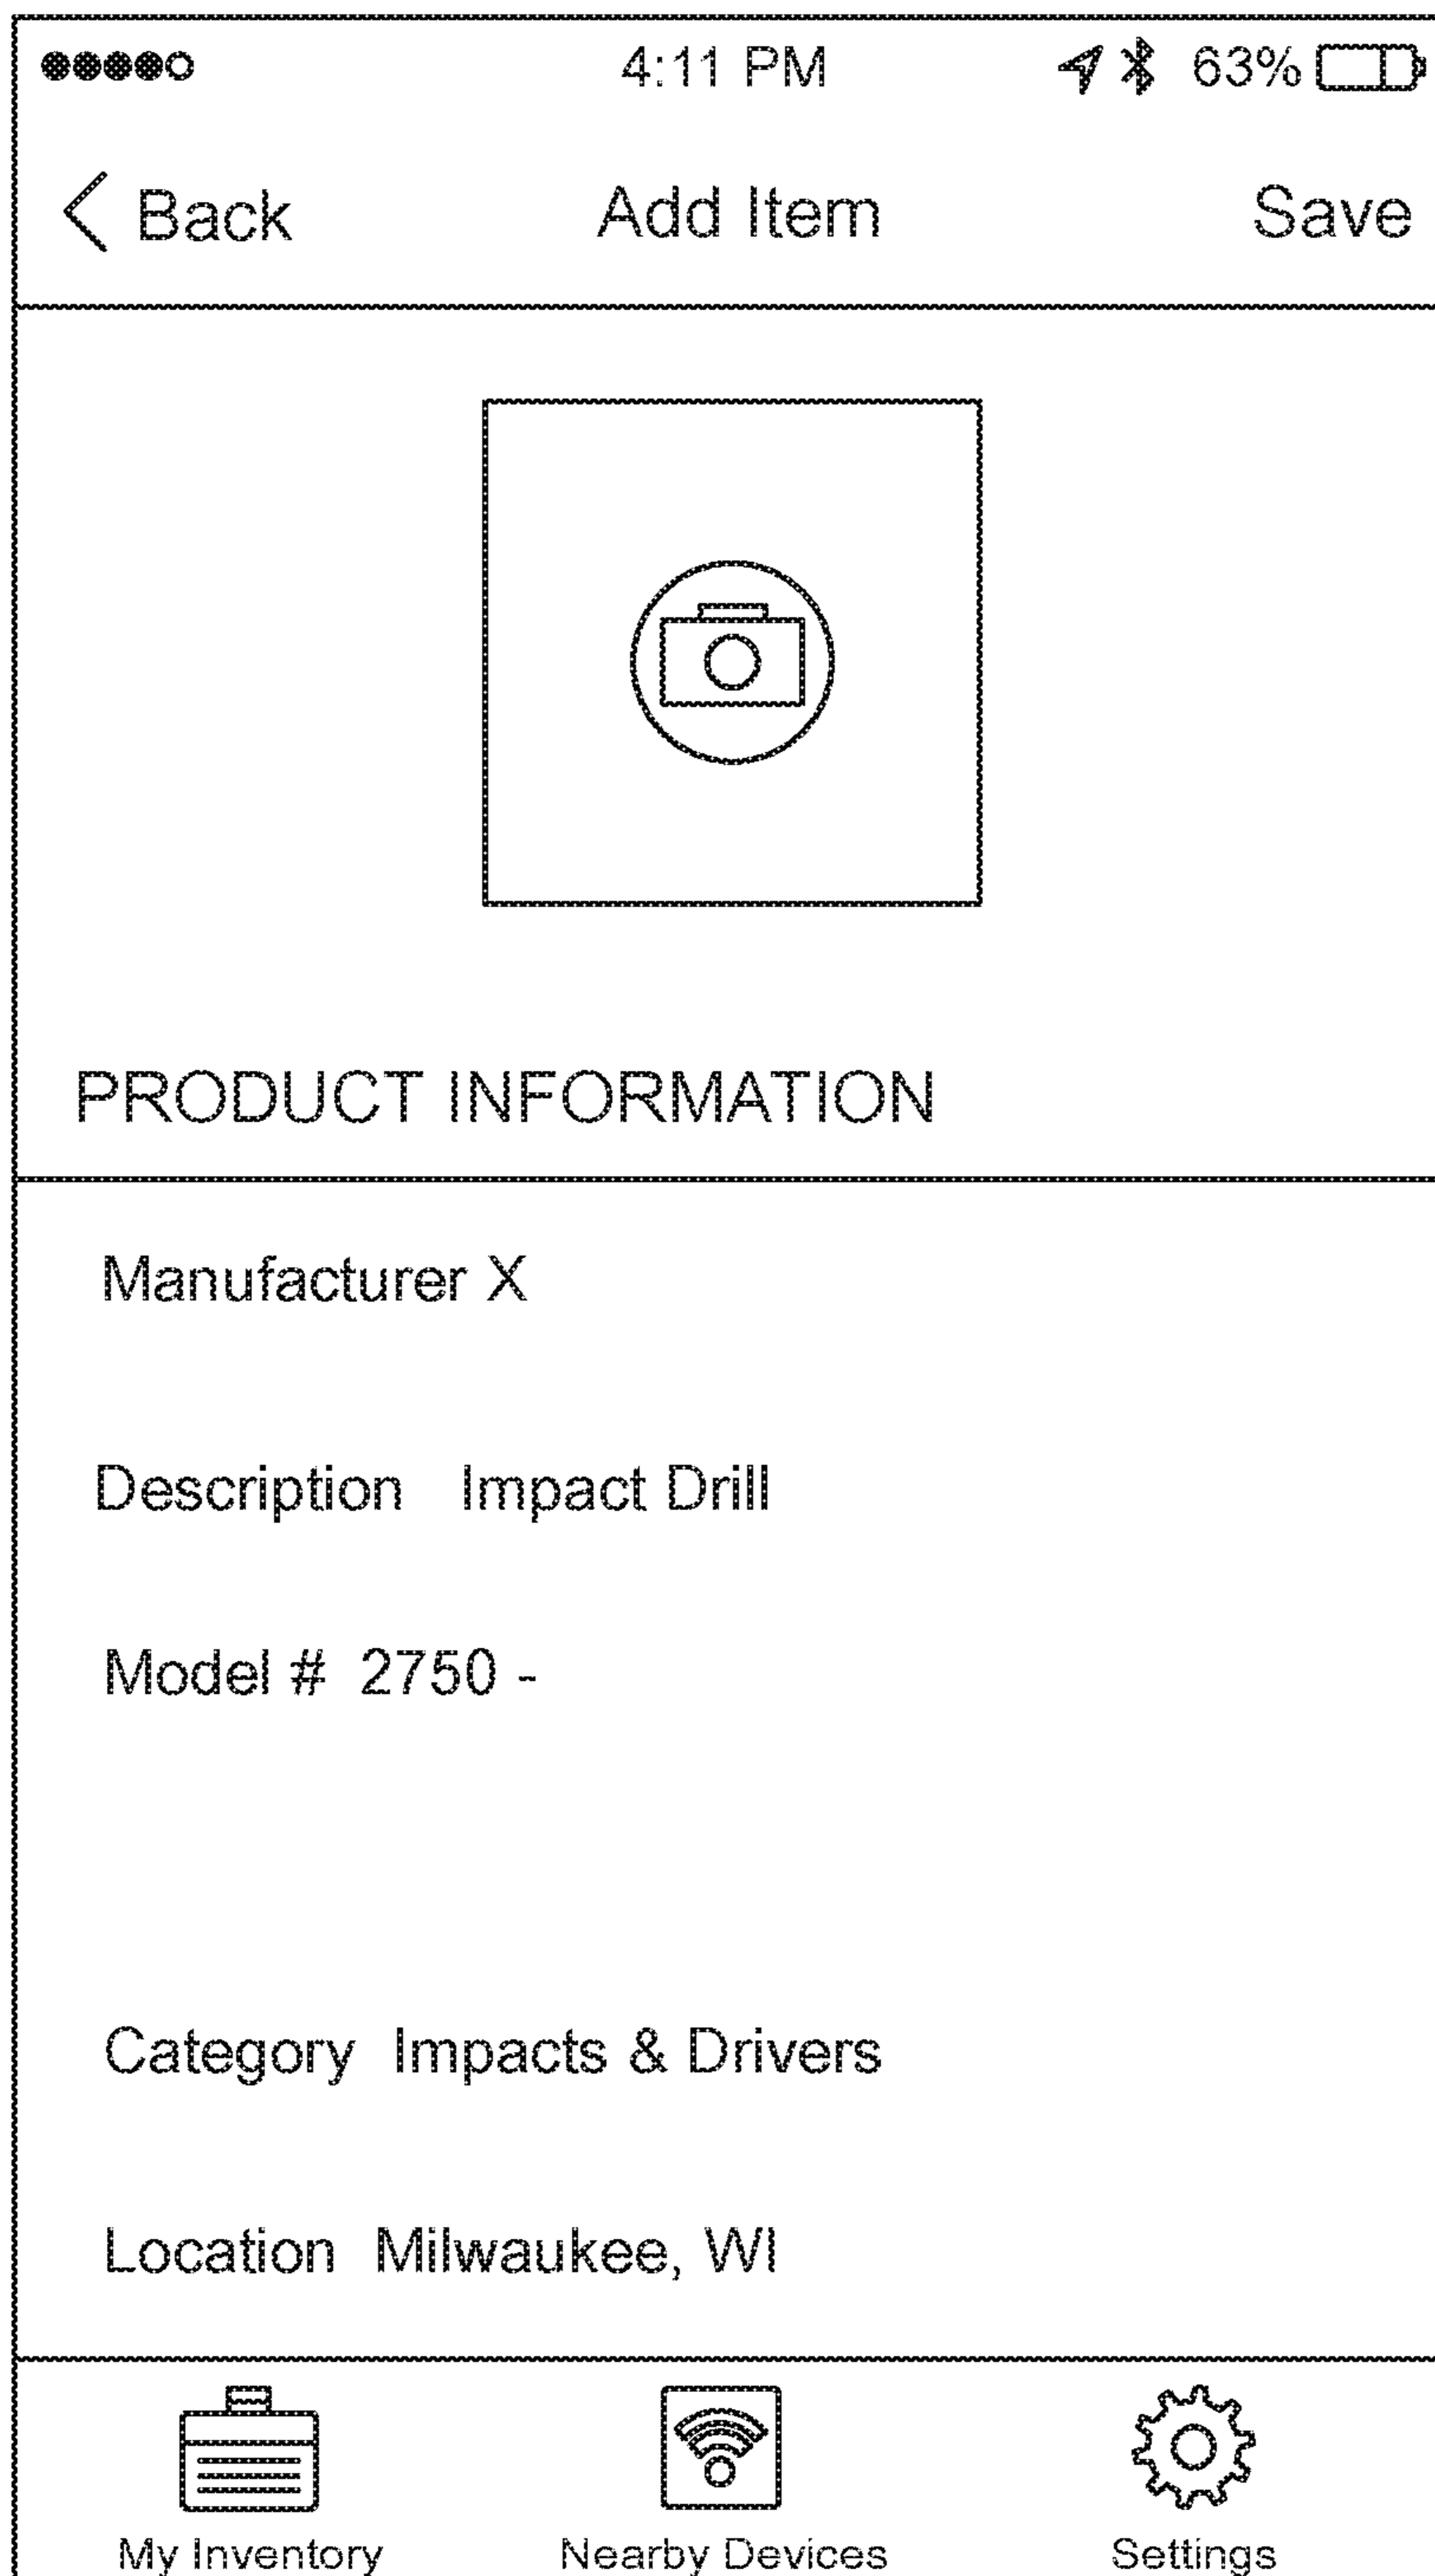 4:11 PM 63%
Back Add Item Save
PRODUCT INFORMATION
Manufacturer X
Description Impact Drill
Model # 2750 -
Category Impacts & Drivers
Location Milwaukee, WI
My Inventory Nearby Devices Settings